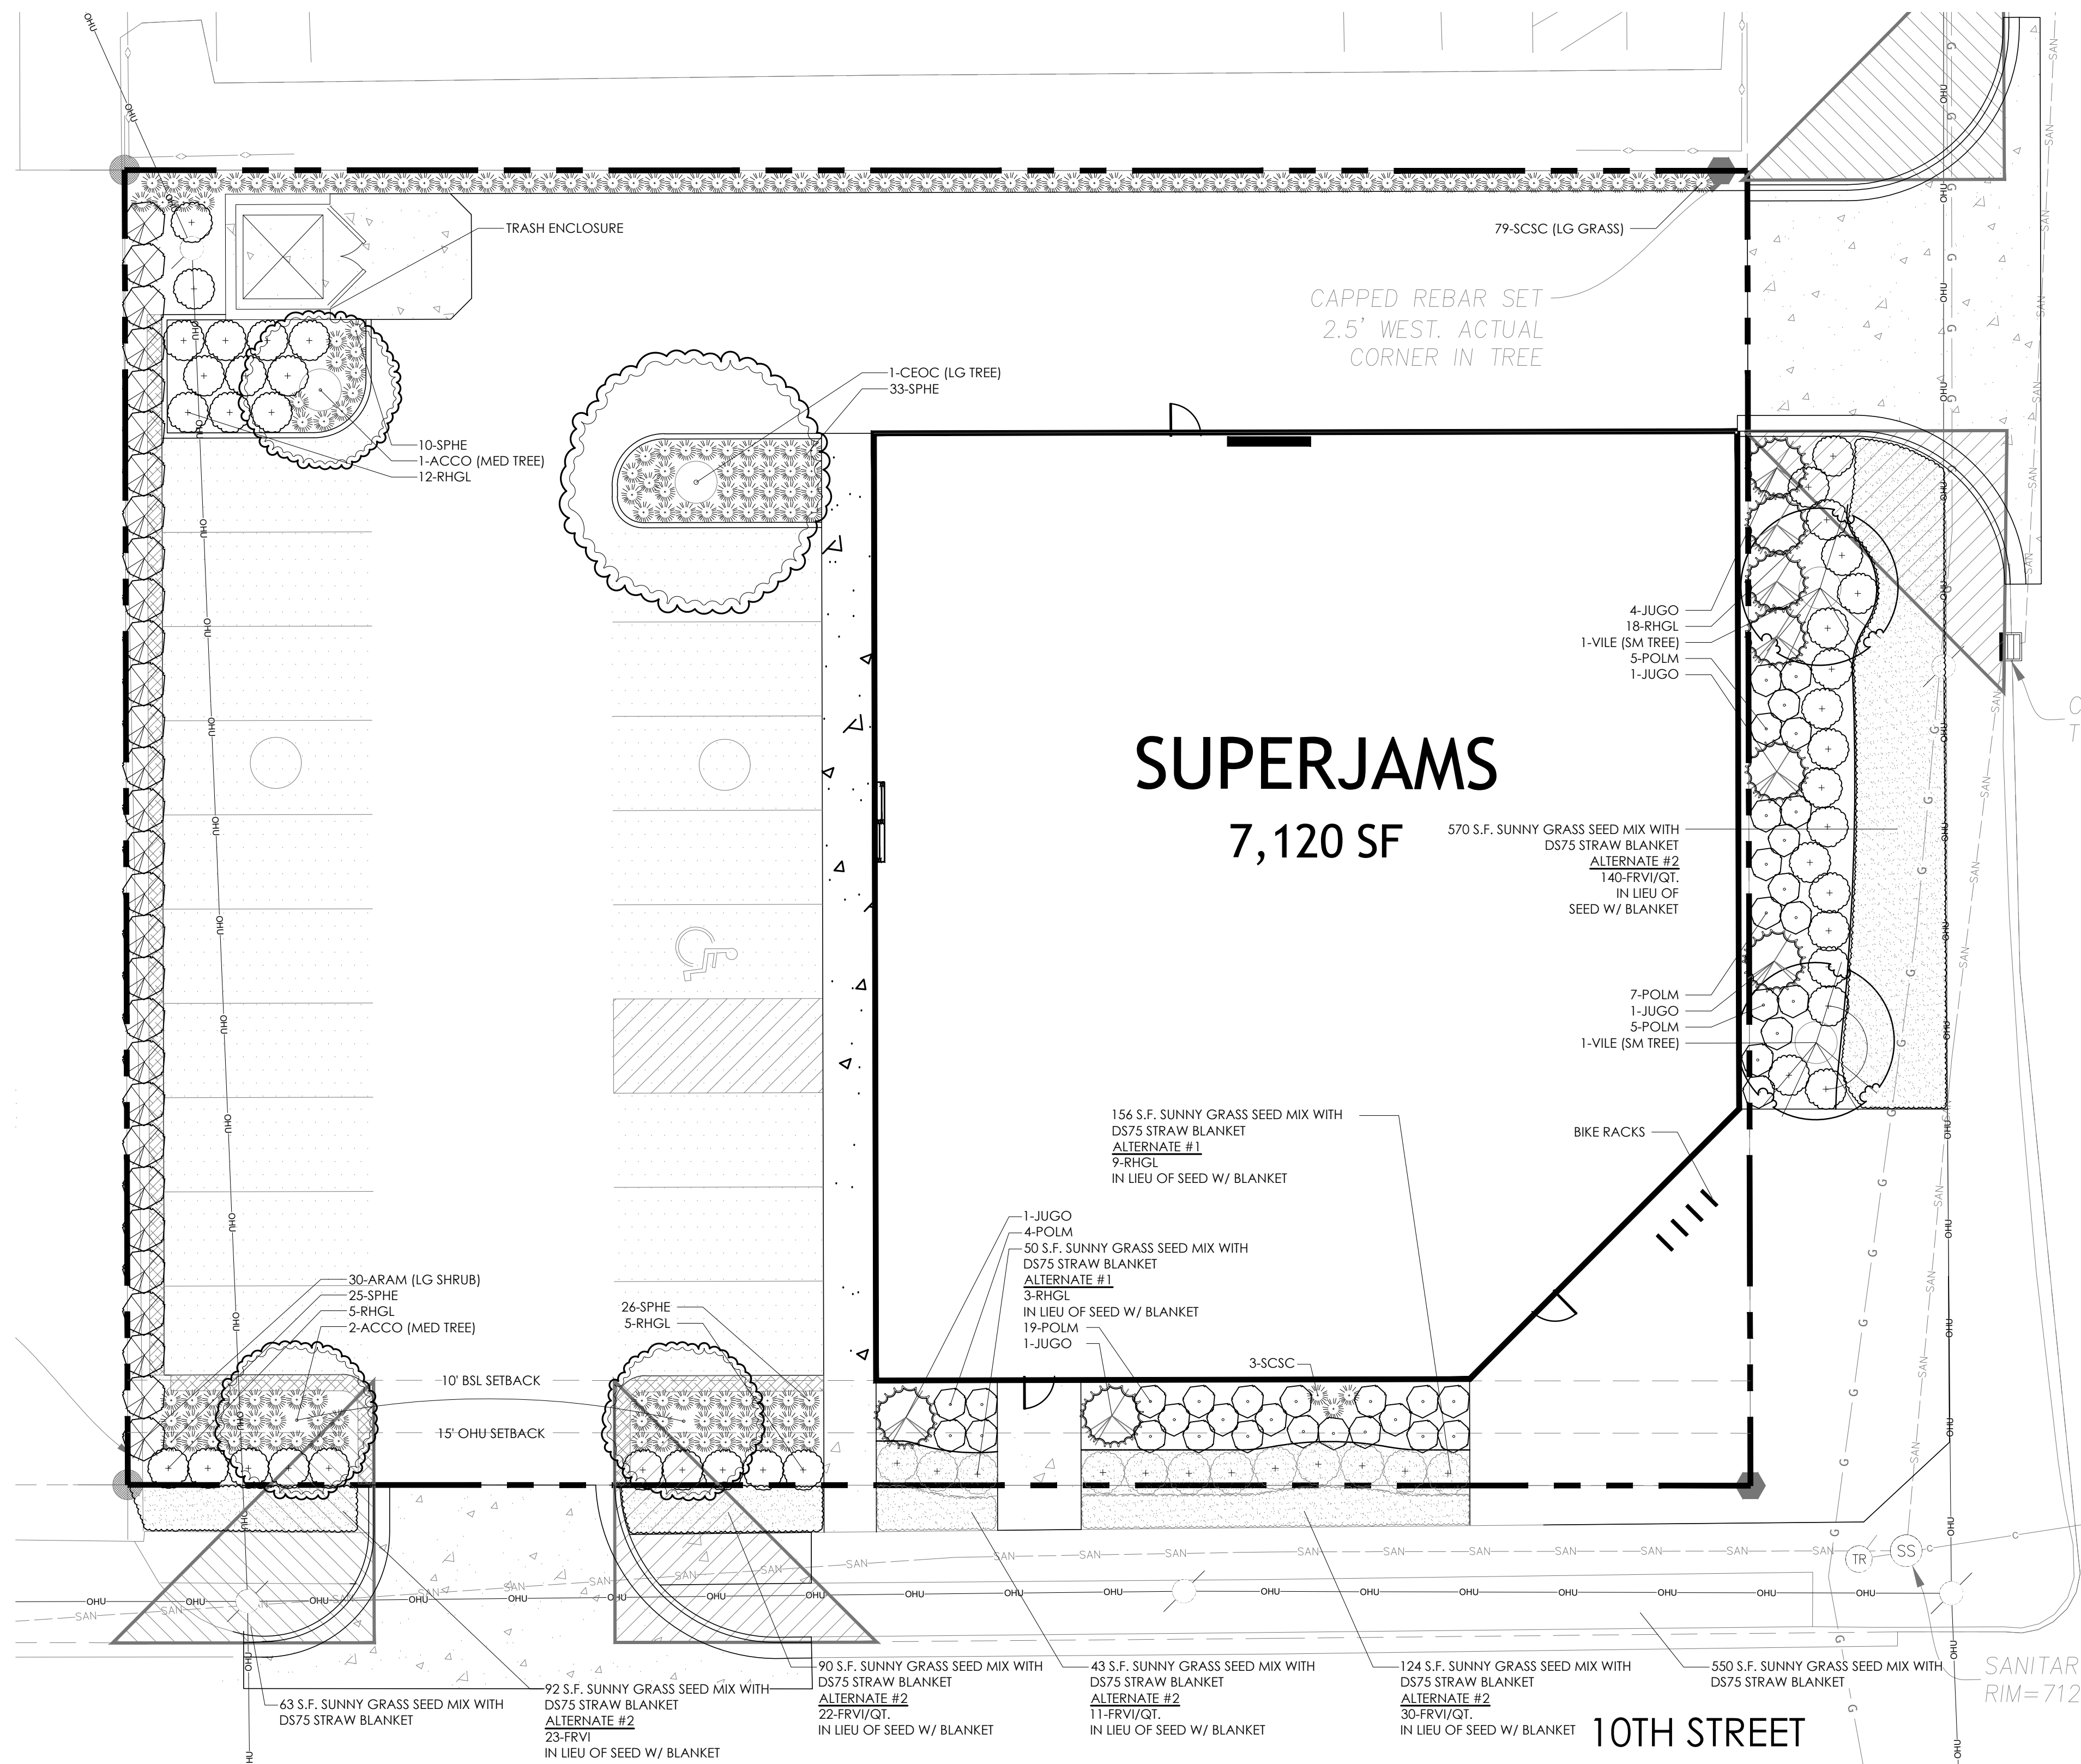 TRASH ENCLOSURE
79-SCSC (LG GRASS)
CAPPED REBAR SET
2.5' WEST. ACTUAL
CORNER IN TREE
1-CEOC (LG TREE)
33-SPHE
10-SPHE
1-ACCO (MED TREE)
12-RHGL
4-JUGO
18-RHGL
1-VILE (SM TREE)
5-POLM
1-JUGO
SUPERJAMS
7,120 SF
570 S.F. SUNNY GRASS SEED MIX WITH
DS75 STRAW BLANKET
ALTERNATE #2
140-FRVI/QT.
IN LIEU OF
SEED W/ BLANKET
7-POLM
1-JUGO
5-POLM
1-VILE (SM TREE)
156 S.F. SUNNY GRASS SEED MIX WITH
DS75 STRAW BLANKET
ALTERNATE #1
9-RHGL
IN LIEU OF SEED W/ BLANKET
BIKE RACKS
1-JUGO
4-POLM
50 S.F. SUNNY GRASS SEED MIX WITH
DS75 STRAW BLANKET
ALTERNATE #1
3-RHGL
IN LIEU OF SEED W/ BLANKET
19-POLM
1-JUGO
3-SCSC
30-ARAM (LG SHRUB)
25-SPHE
5-RHGL
2-ACCO (MED TREE)
26-SPHE
5-RHGL
10' BSL SETBACK
15' OHU SETBACK
TR
SS
SAN
OHU
G
63 S.F. SUNNY GRASS SEED MIX WITH
DS75 STRAW BLANKET
92 S.F. SUNNY GRASS SEED MIX WITH
DS75 STRAW BLANKET
ALTERNATE #2
23-FRVI
IN LIEU OF SEED W/ BLANKET
90 S.F. SUNNY GRASS SEED MIX WITH
DS75 STRAW BLANKET
ALTERNATE #2
22-FRVI/QT.
IN LIEU OF SEED W/ BLANKET
43 S.F. SUNNY GRASS SEED MIX WITH
DS75 STRAW BLANKET
ALTERNATE #2
11-FRVI/QT.
IN LIEU OF SEED W/ BLANKET
124 S.F. SUNNY GRASS SEED MIX WITH
DS75 STRAW BLANKET
ALTERNATE #2
30-FRVI/QT.
IN LIEU OF SEED W/ BLANKET
550 S.F. SUNNY GRASS SEED MIX WITH
DS75 STRAW BLANKET
10TH STREET
SANITAR
RIM=712